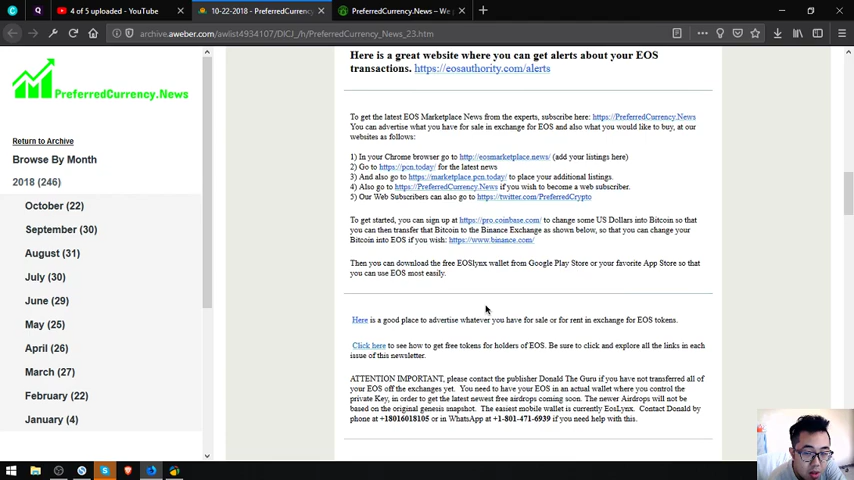 4 of 5 uploaded - YouTube
10-22-2018 - PreferredCurrency.
PreferredCurrency.News – We p
archive.aweber.com/awlist4934107/DICJ_/h/PreferredCurrency_News_23.htm
PreferredCurrency.News
Return to Archive
Browse By Month
2018 (246)
October (22)
September (30)
August (31)
July (30)
June (29)
May (25)
April (26)
March (27)
February (22)
January (4)
Here is a great website where you can get alerts about your EOS
transactions. https://eosauthority.com/alerts
To get the latest EOS Marketplace News from the experts, subscribe here: https://PreferredCurrency.News
You can advertise what you have for sale in exchange for EOS and also what you would like to buy, at our
websites as follows:
1) In your Chrome browser go to http://eosmarketplace.news/ (add your listings here)
2) Go to https://pcn.today/ for the latest news
3) And also go to https://marketplace.pcn.today/ to place your additional listings.
4) Also go to https://PreferredCurrency.News if you wish to become a web subscriber.
5) Our Web Subscribers can also go to https://twitter.com/PreferredCrypto
To get started, you can sign up at https://pro.coinbase.com/ to change some US Dollars into Bitcoin so that
you can then transfer that Bitcoin to the Binance Exchange as shown below, so that you can change your
Bitcoin into EOS if you wish: https://www.binance.com/
Then you can download the free EOSlynx wallet from Google Play Store or your favorite App Store so that
you can use EOS most easily.
Here is a good place to advertise whatever you have for sale or for rent in exchange for EOS tokens.
Click here to see how to get free tokens for holders of EOS. Be sure to click and explore all the links in each
issue of this newsletter.
ATTENTION IMPORTANT, please contact the publisher Donald The Guru if you have not transferred all of
your EOS off the exchanges yet. You need to have your EOS in an actual wallet where you control the
private Key, in order to get the latest newest free airdrops coming soon. The newer Airdrops will not be
based on the original genesis snapshot. The easiest mobile wallet is currently EosLynx. Contact Donald by
phone at +18016018105 or in WhatsApp at +1-801-471-6939 if you need help with this.